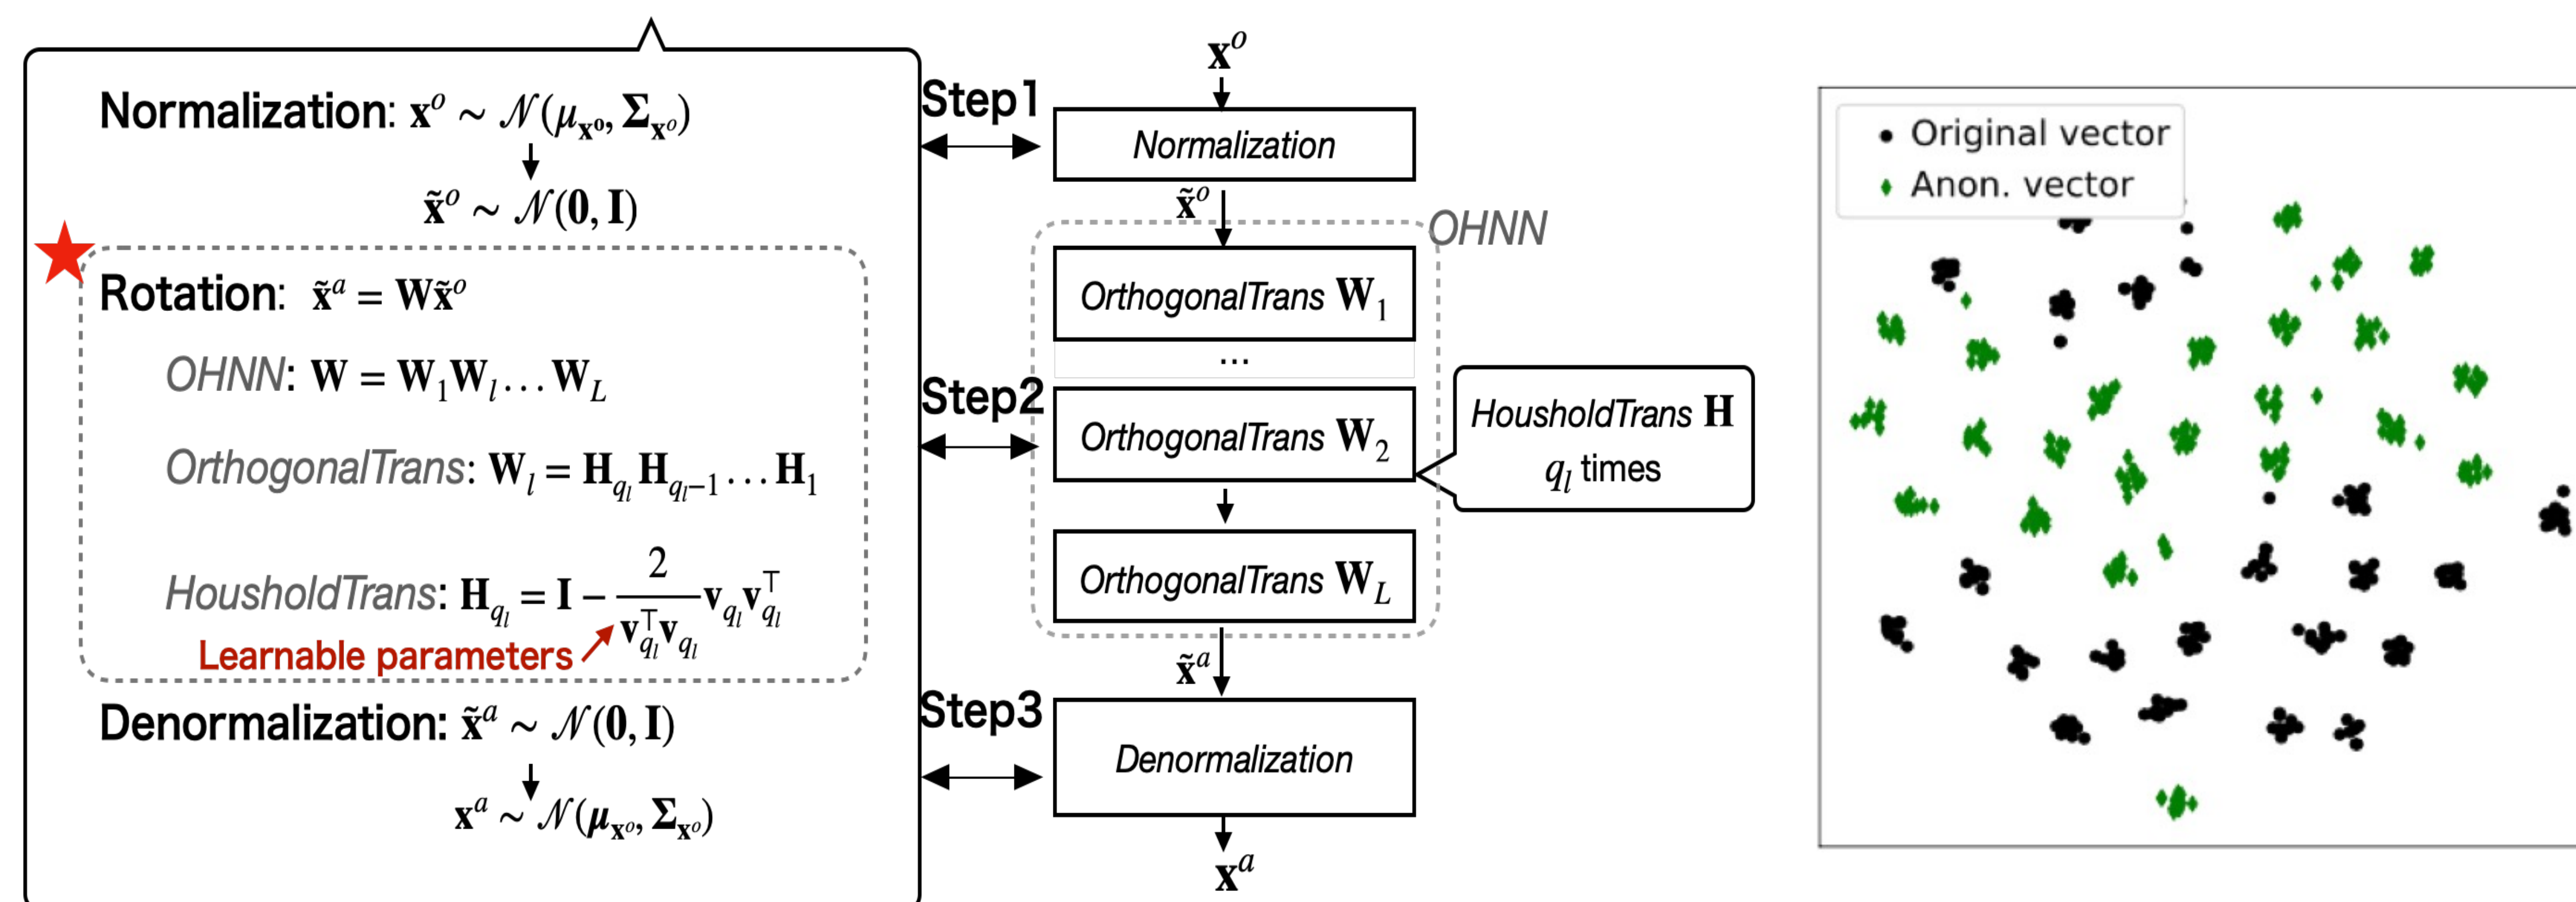 Normalization: x^o ~ 𝒩(μ_{x^o}, Σ_{x^o})
x̃^o ~ 𝒩(0, I)
Rotation: x̃^a = Wx̃^o
OHNN: W = W_1W_l...W_L
OrthogonalTrans: W_l = H_{q_l}H_{q_l−1}...H_1
HousholdTrans: H_{q_l} = I − 2/(v_{q_l}^⊤v_{q_l}) v_{q_l}v_{q_l}^⊤
Learnable parameters
Denormalization: x̃^a ~ 𝒩(0, I)
x^a ~ 𝒩(μ_{x^o}, Σ_{x^o})
x^o
Step1
Normalization
x̃^o
OHNN
OrthogonalTrans W_1
...
Step2
OrthogonalTrans W_2
HousholdTrans H
q_l times
OrthogonalTrans W_L
x̃^a
Step3
Denormalization
x^a
Original vector
Anon. vector